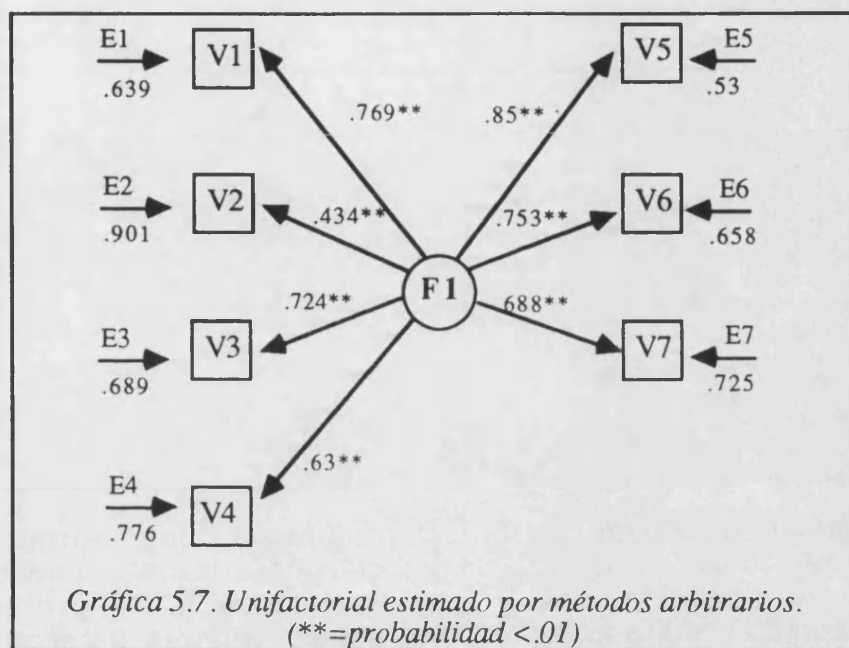 E1
.639
V1
E5
.53
V5
.769**
.85**
E2
.901
V2
E6
.658
V6
.434**
.753**
F1
E3
.689
V3
.724**
.688**
E7
.725
V7
E4
.776
V4
.63**
Gráfica 5.7. Unifactorial estimado por métodos arbitrarios.
(**=probabilidad <.01)